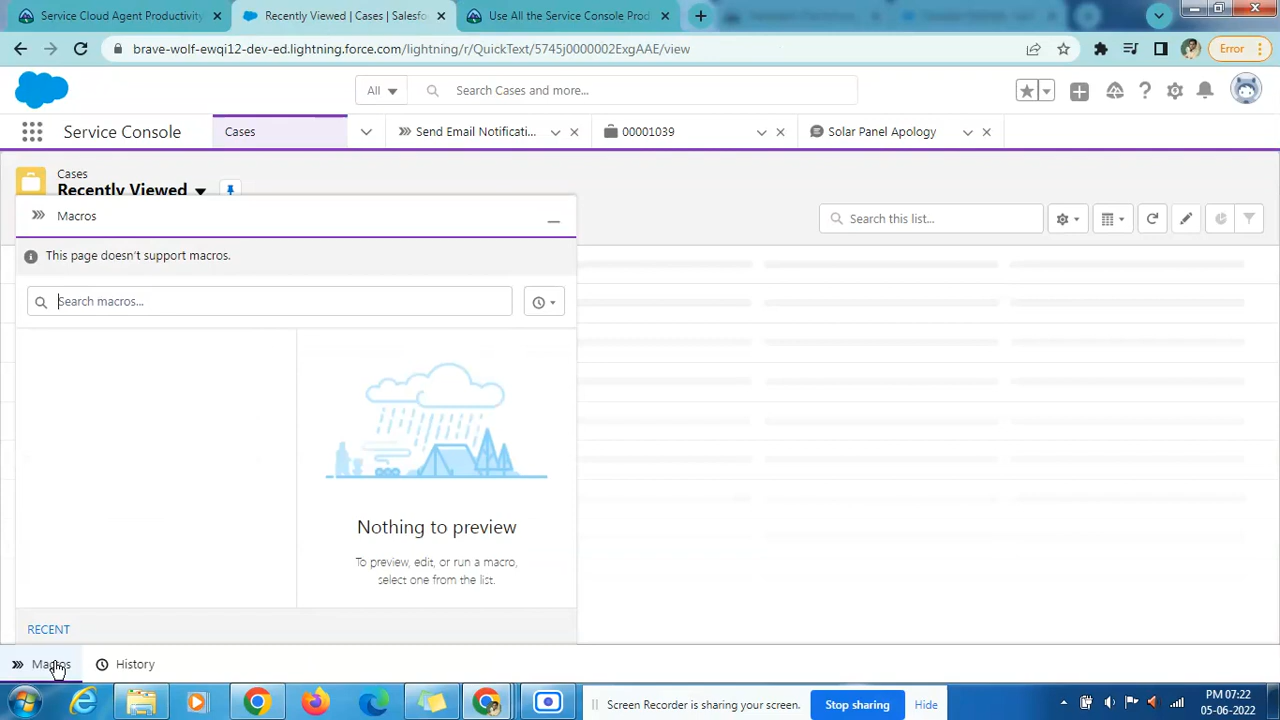 Service Cloud Agent Productivity
Recently Viewed | Cases | Salesfo
Use All the Service Console Prod
brave-wolf-ewqi12-dev-ed.lightning.force.com/lightning/r/QuickText/5745j0000002ExgAAE/view
Error
All
Search Cases and more...
Service Console
Cases
Send Email Notificati...
00001039
Solar Panel Apology
Cases
Recently Viewed
Search this list...
Macros
This page doesn't support macros.
Search macros...
Nothing to preview
To preview, edit, or run a macro,
select one from the list.
RECENT
Macros
History
Screen Recorder is sharing your screen.
Stop sharing
Hide
PM 07:22
05-06-2022